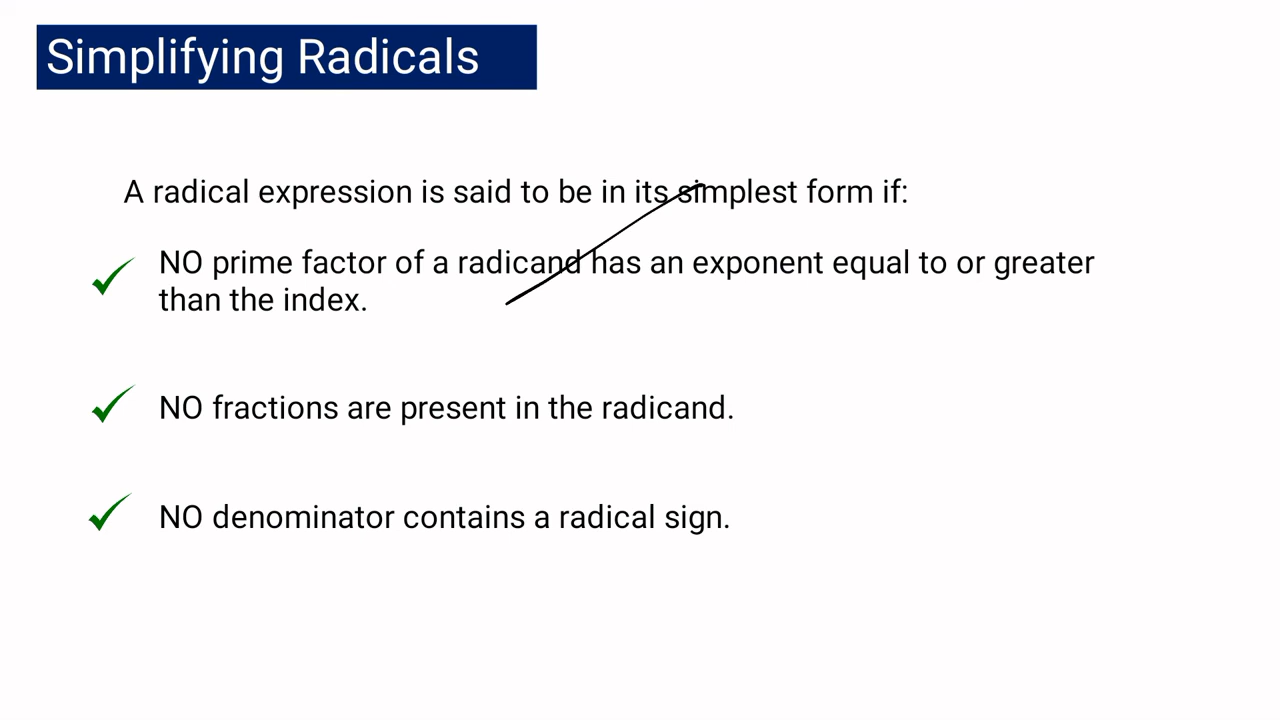 Simplifying Radicals
A radical expression is said to be in its simplest form if:
NO prime factor of a radicand has an exponent equal to or greater
than the index.
NO fractions are present in the radicand.
NO denominator contains a radical sign.